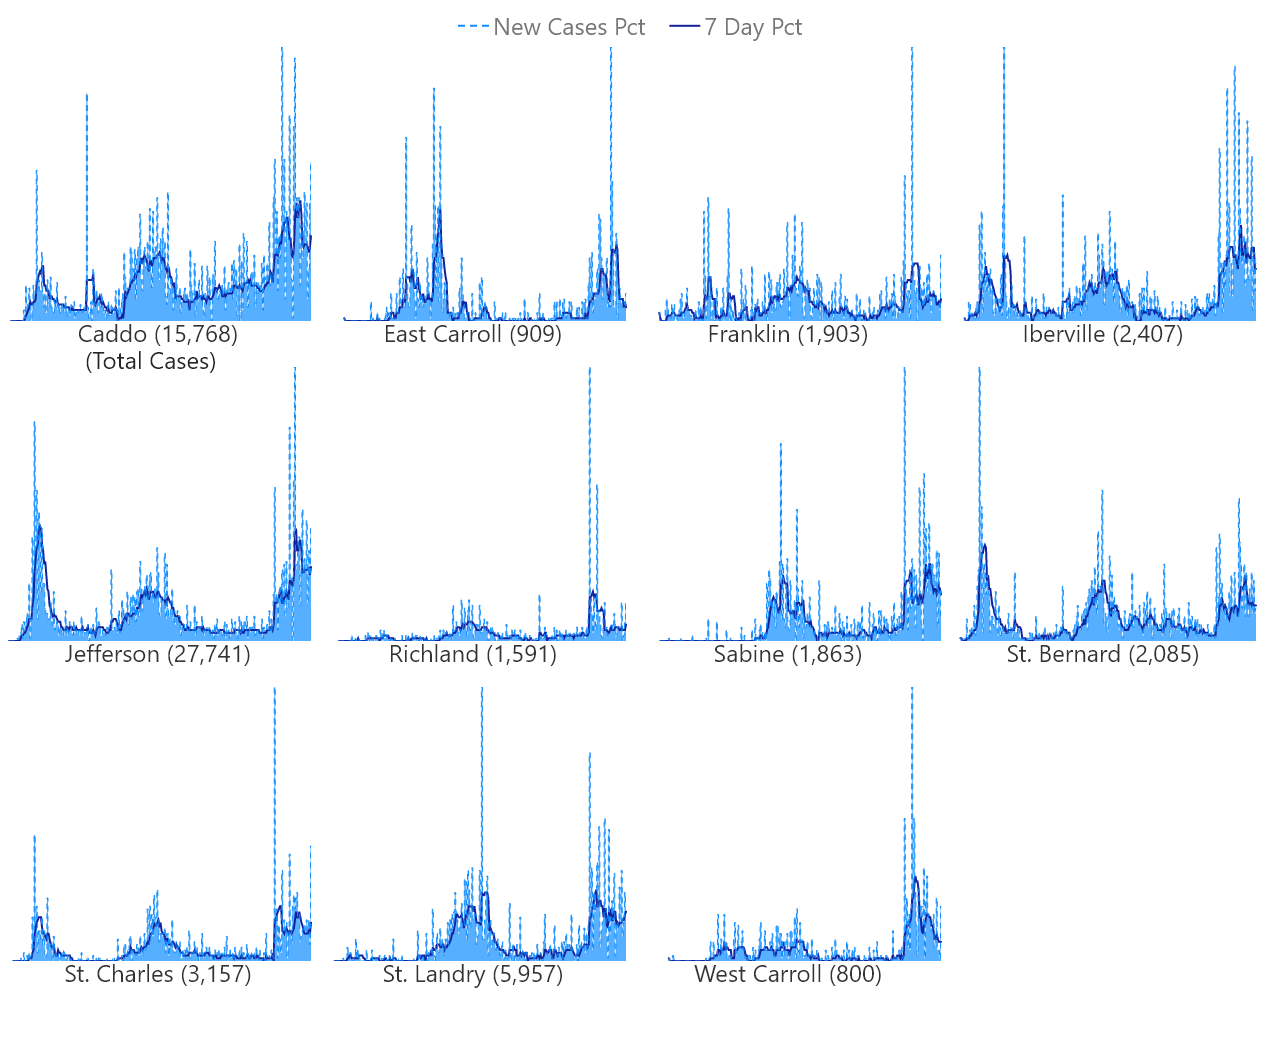 New Cases Pct 7 Day Pct
Caddo (15,768) East Carroll (909) Franklin (1,903) Iberville (2,407)
(Total Cases)
Jefferson (27,741) Richland (1,591) Sabine (1,863) St. Bernard (2,085)
St. Charles (3,157) St. Landry (5,957) West Carroll (800)